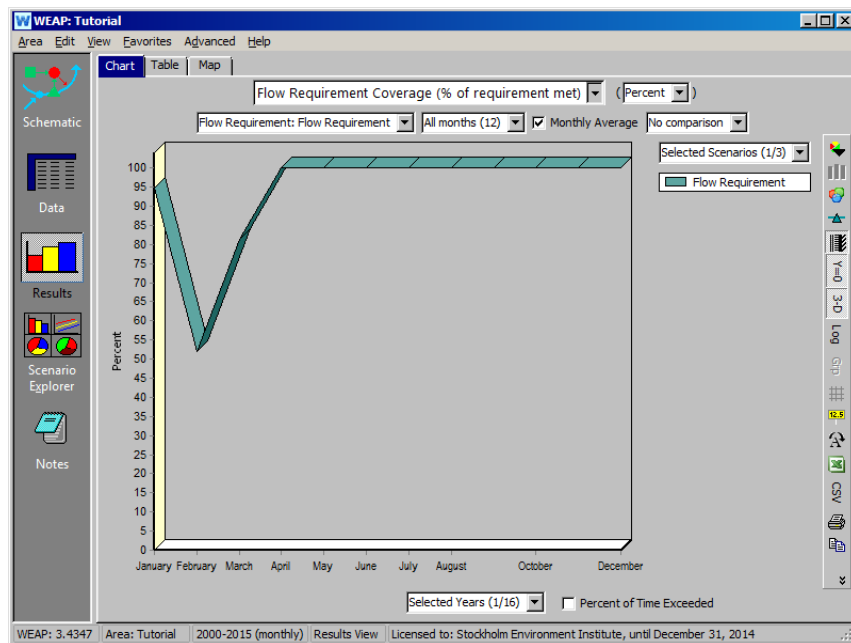 WEAP: Tutorial
Area Edit View Favorites Advanced Help
Schematic
Data
Results
Scenario
Explorer
Notes
Chart Table Map
Flow Requirement Coverage (% of requirement met) (Percent)
Flow Requirement: Flow Requirement All months (12) Monthly Average No comparison
Selected Scenarios (1/3)
Flow Requirement
Percent
100
95
90
85
80
75
70
65
60
55
50
45
40
35
30
25
20
15
10
5
0
January February March April May June July August October December
Selected Years (1/16) Percent of Time Exceeded
Y=0
3-D
Log
Grp
12.5
A
CSV
WEAP: 3.4347 Area: Tutorial 2000-2015 (monthly) Results View Licensed to: Stockholm Environment Institute, until December 31, 2014